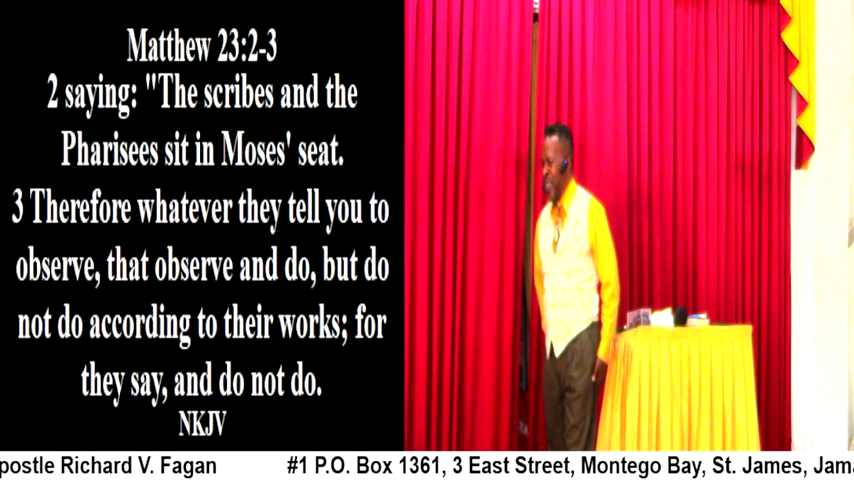 Matthew 23:2-3
2 saying: "The scribes and the
Pharisees sit in Moses' seat.
3 Therefore whatever they tell you to
observe, that observe and do, but do
not do according to their works; for
they say, and do not do.
NKJV
postle Richard V. Fagan #1 P.O. Box 1361, 3 East Street, Montego Bay, St. James, Jam